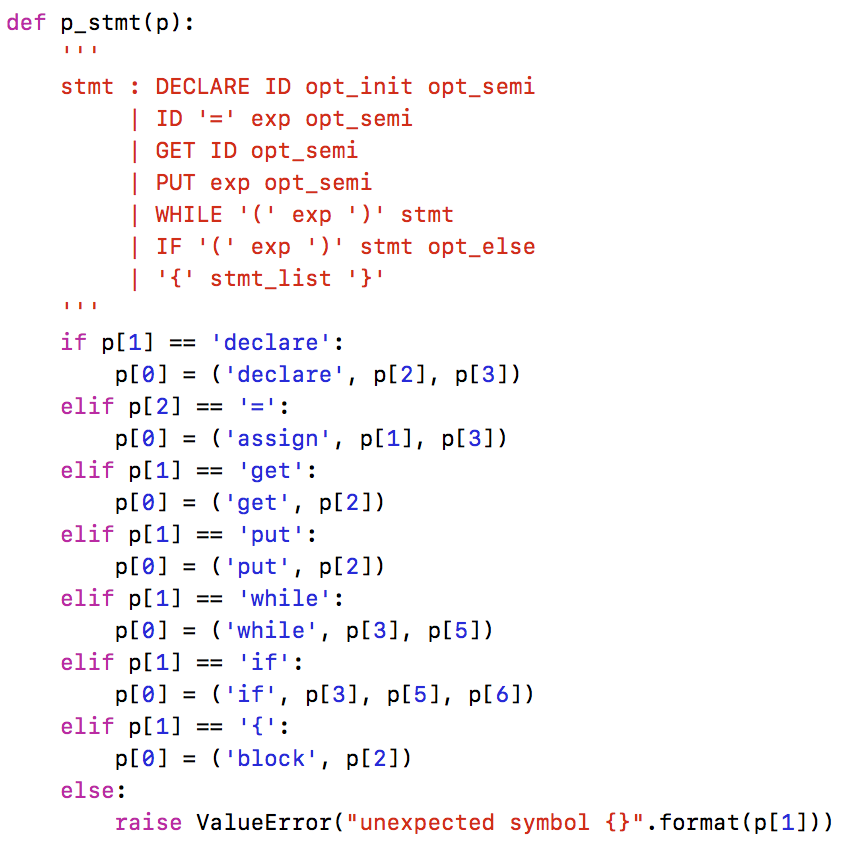 def p_stmt(p):
    '''
    stmt : DECLARE ID opt_init opt_semi
         | ID '=' exp opt_semi
         | GET ID opt_semi
         | PUT exp opt_semi
         | WHILE '(' exp ')' stmt
         | IF '(' exp ')' stmt opt_else
         | '{' stmt_list '}'
    '''
    if p[1] == 'declare':
        p[0] = ('declare', p[2], p[3])
    elif p[2] == '=':
        p[0] = ('assign', p[1], p[3])
    elif p[1] == 'get':
        p[0] = ('get', p[2])
    elif p[1] == 'put':
        p[0] = ('put', p[2])
    elif p[1] == 'while':
        p[0] = ('while', p[3], p[5])
    elif p[1] == 'if':
        p[0] = ('if', p[3], p[5], p[6])
    elif p[1] == '{':
        p[0] = ('block', p[2])
    else:
        raise ValueError("unexpected symbol {}".format(p[1]))